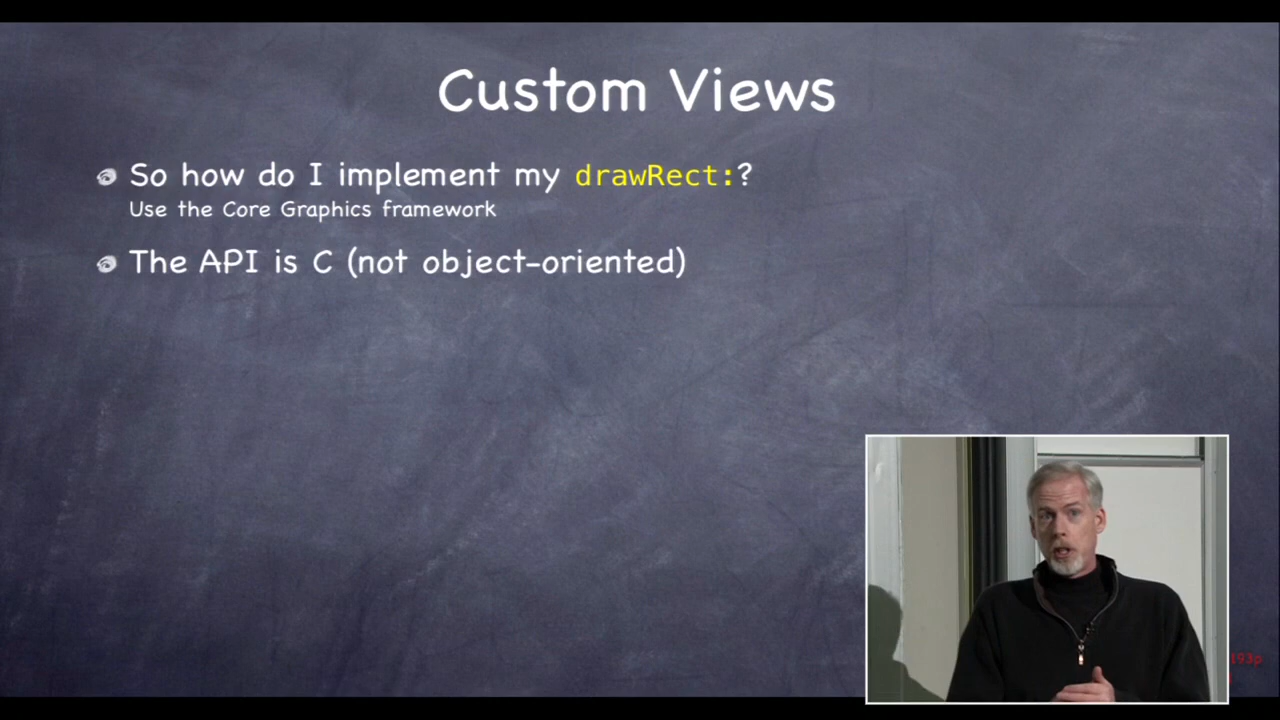 Custom Views
So how do I implement my drawRect:?
Use the Core Graphics framework
The API is C (not object-oriented)
193p